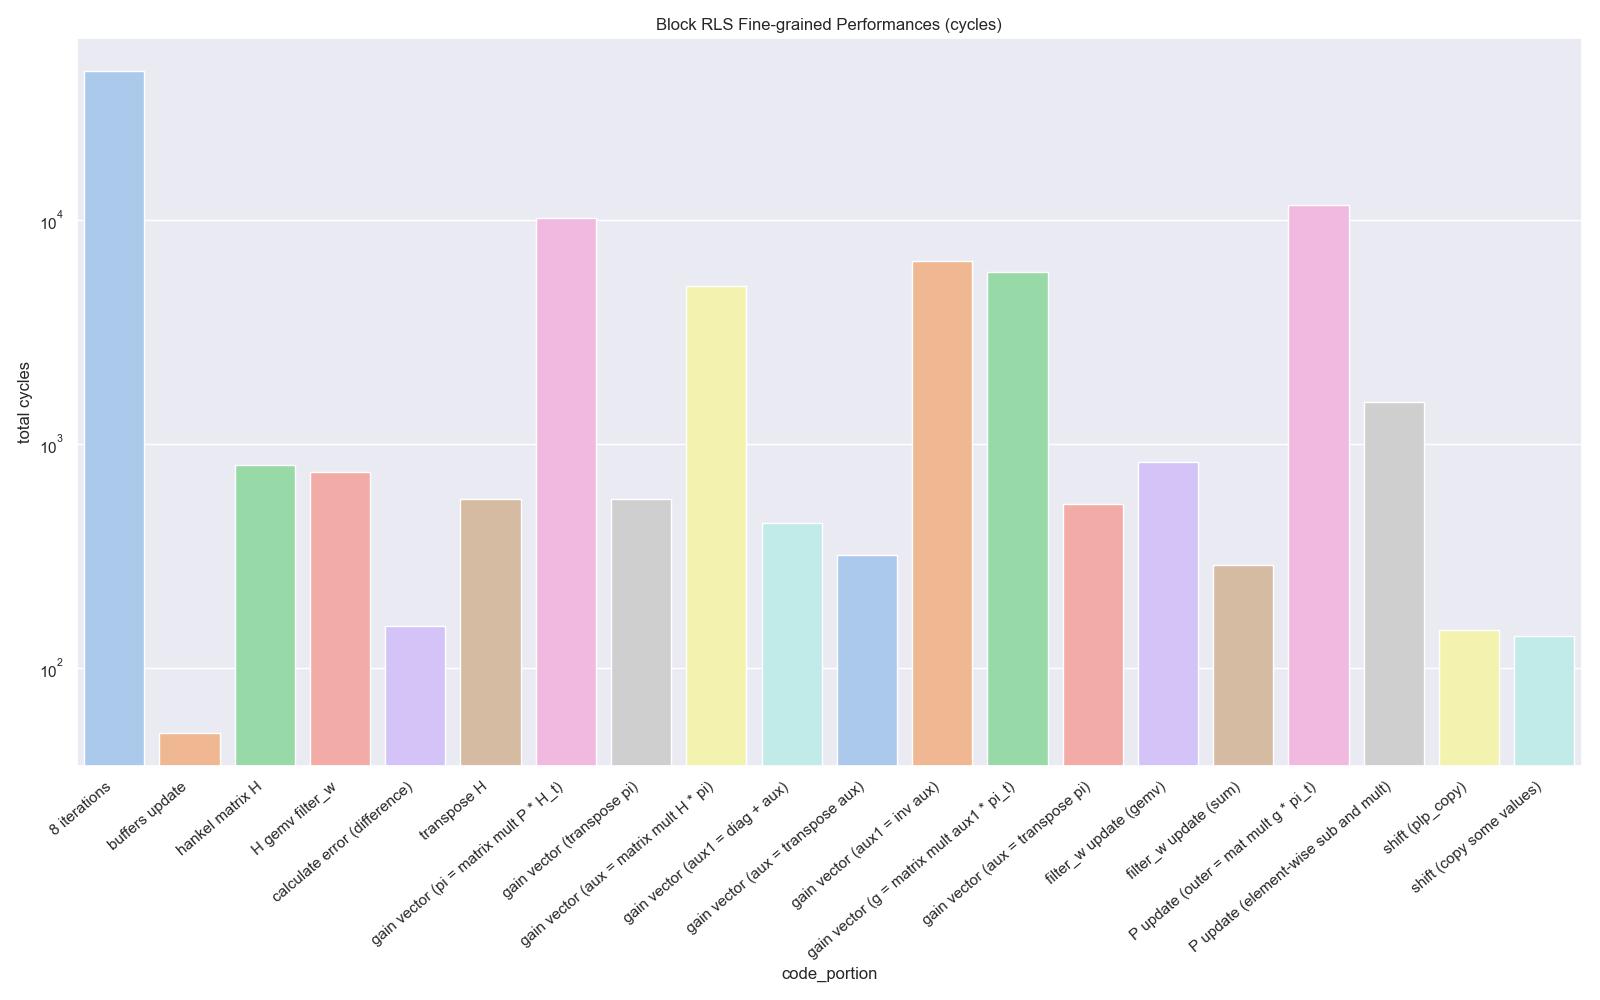 Block RLS Fine-grained Performances (cycles)
total cycles
10^4
10^3
10^2
8 iterations
buffers update
hankel matrix H
H gemv filter_w
calculate error (difference)
transpose H
gain vector (pi = matrix mult P * H_t)
gain vector (transpose pi)
gain vector (aux = matrix mult H * pi)
gain vector (aux1 = diag + aux)
gain vector (aux = transpose aux)
gain vector (aux1 = inv aux)
gain vector (g = matrix mult aux1 * pi_t)
gain vector (aux = transpose pi)
filter_w update (gemv)
filter_w update (sum)
P update (outer = mat mult g * pi_t)
P update (element-wise sub and mult)
shift (plp_copy)
shift (copy some values)
code_portion